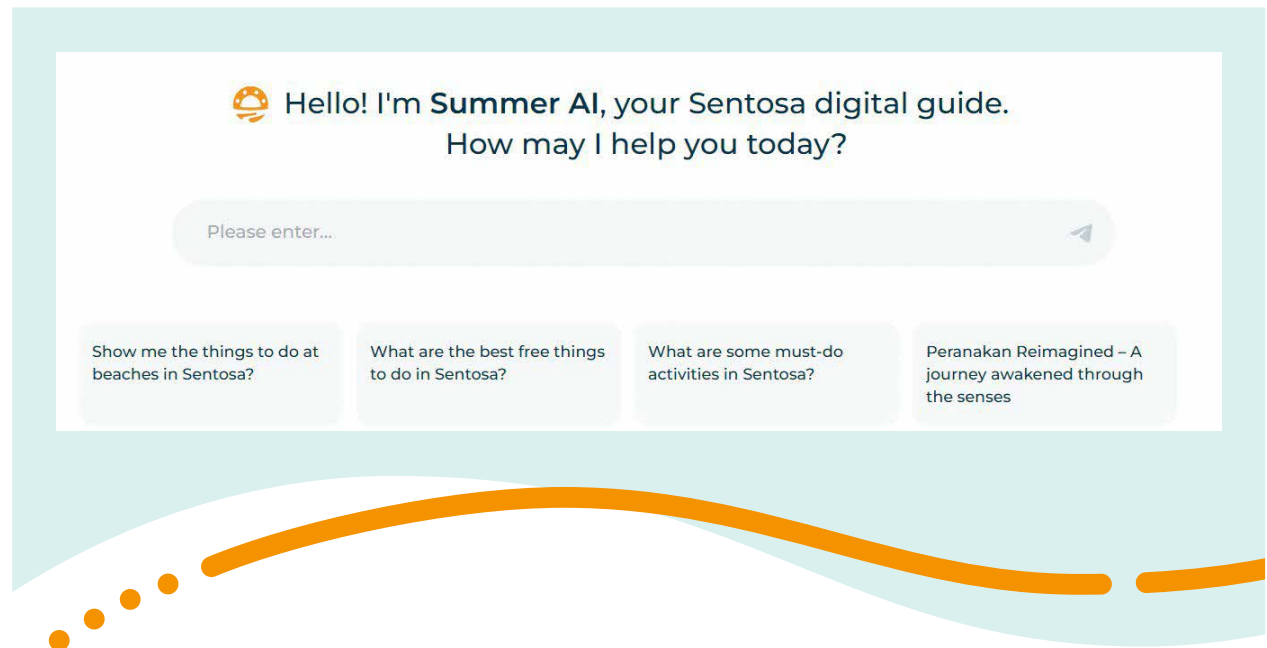 Hello! I'm Summer AI, your Sentosa digital guide.
How may I help you today?
Please enter...
Show me the things to do at
beaches in Sentosa?
What are the best free things
to do in Sentosa?
What are some must-do
activities in Sentosa?
Peranakan Reimagined – A
journey awakened through
the senses